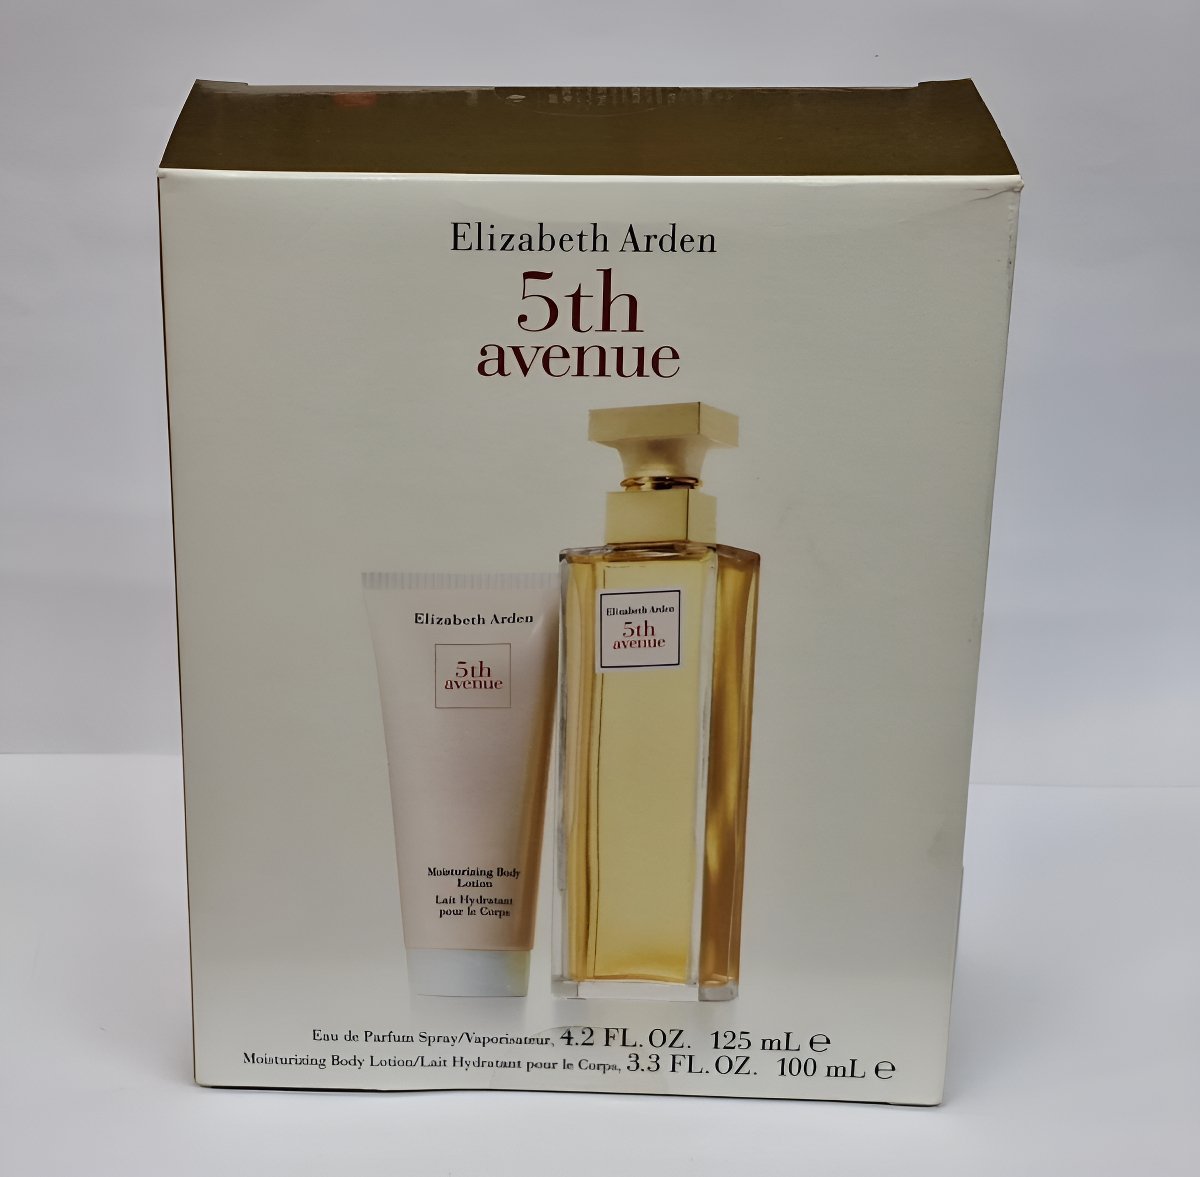 Elizabeth Arden
5th
avenue
Elizabeth Arden
5th
avenue
Elizabeth Arden
5th
avenue
Moisturizing Body
Lotion
Lait Hydratant
pour le Corps
Eau de Parfum Spray/Vaporisateur, 4.2 FL. OZ. 125 mL ℮
Moisturizing Body Lotion/Lait Hydratant pour le Corps, 3.3 FL. OZ. 100 mL ℮